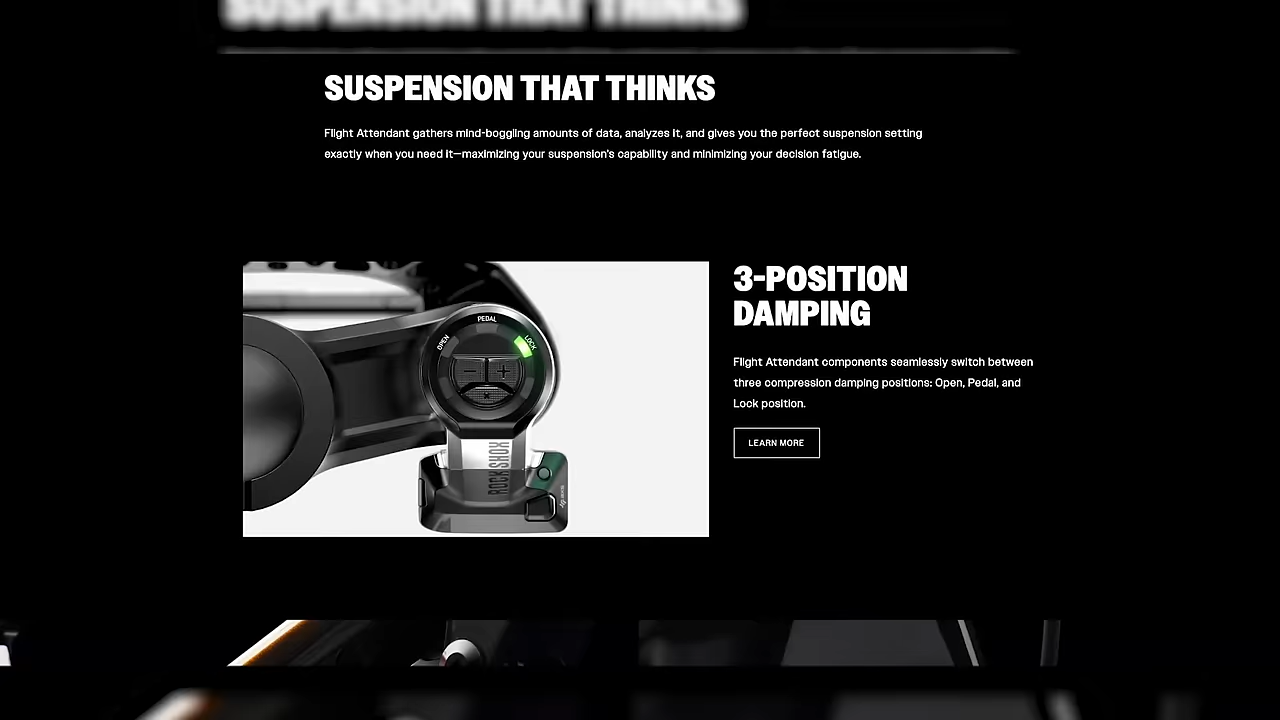 SUSPENSION THAT THINKS
SUSPENSION THAT THINKS
Flight Attendant gathers mind-boggling amounts of data, analyzes it, and gives you the perfect suspension setting
exactly when you need it—maximizing your suspension's capability and minimizing your decision fatigue.
OPEN
PEDAL
LOCK
ROCKSHOX
3-POSITION
DAMPING
Flight Attendant components seamlessly switch between
three compression damping positions: Open, Pedal, and
Lock position.
LEARN MORE